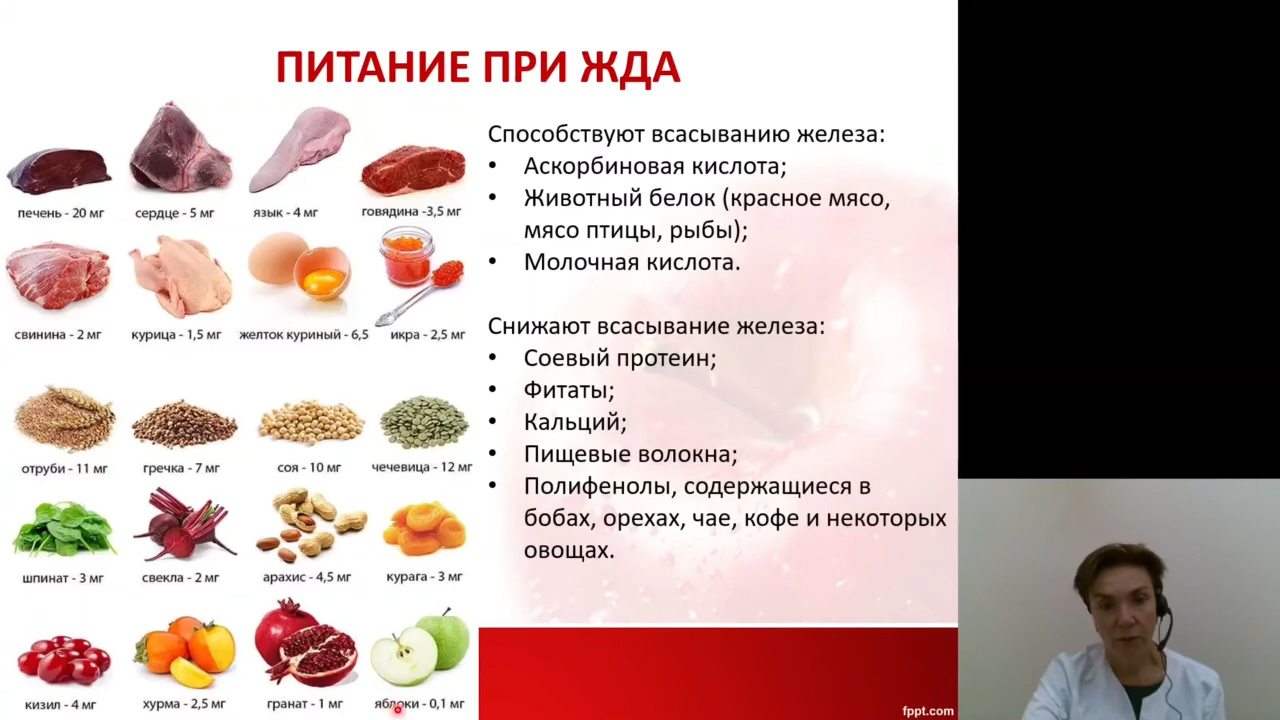 ПИТАНИЕ ПРИ ЖДА
печень - 20 мг
сердце - 5 мг
язык - 4 мг
говядина -3,5 мг
свинина - 2 мг
курица - 1,5 мг
желток куриный - 6,5
икра - 2,5 мг
отруби - 11 мг
гречка - 7 мг
соя - 10 мг
чечевица - 12 мг
шпинат - 3 мг
свекла - 2 мг
арахис - 4,5 мг
курага - 3 мг
кизил - 4 мг
хурма - 2,5 мг
гранат - 1 мг
яблоки - 0,1 мг
Способствуют всасыванию железа:
• Аскорбиновая кислота;
• Животный белок (красное мясо,
мясо птицы, рыбы);
• Молочная кислота.
Снижают всасывание железа:
• Соевый протеин;
• Фитаты;
• Кальций;
• Пищевые волокна;
• Полифенолы, содержащиеся в
бобах, орехах, чае, кофе и некоторых
овощах.
fppt.com